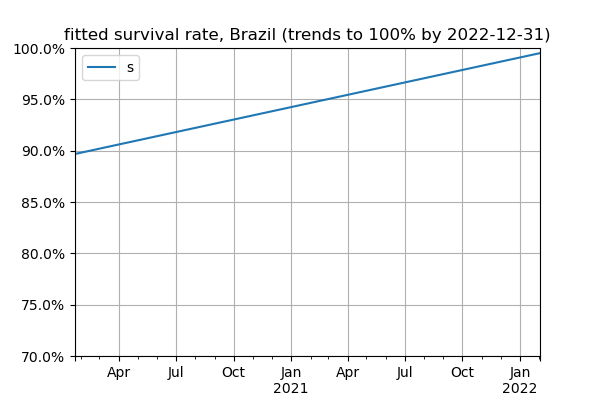 fitted survival rate, Brazil (trends to 100% by 2022-12-31)
100.0%
95.0%
90.0%
85.0%
80.0%
75.0%
70.0%
s
Apr Jul Oct Jan Apr Jul Oct Jan
2021 2022